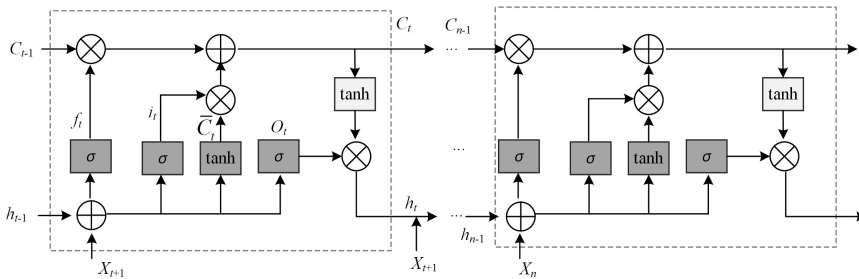 C_t C_{n-1}
C_{t-1} ...
tanh tanh
f_t i_t C̅_t O_t
σ σ tanh σ ... σ σ tanh σ
h_{t-1} h_t ... h_{n-1}
X_{t+1} X_{t+1} X_n